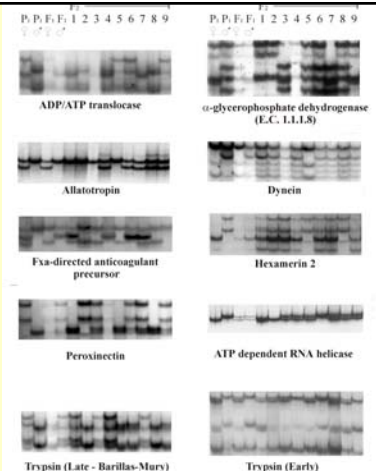 F₂
P₁ P₁ F₁ F₁ 1 2 3 4 5 6 7 8 9
♀ ♂ ♀ ♂
ADP/ATP translocase
Allatotropin
Fxa-directed anticoagulant
precursor
Peroxinectin
Trypsin (Late - Barillas-Mury)
F₂
P₁ P₁ F₁ F₁ 1 2 3 4 5 6 7 8 9
♀ ♂ ♀ ♂
α-glycerophosphate dehydrogenase
(E.C. 1.1.1.8)
Dynein
Hexamerin 2
ATP dependent RNA helicase
Trypsin (Early)